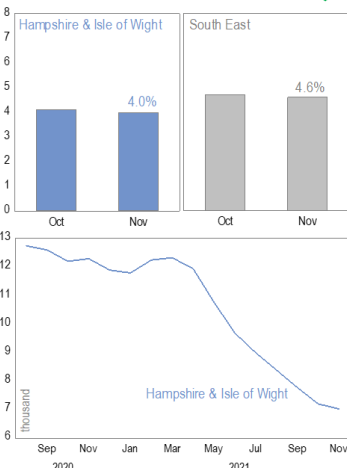 8
Hampshire & Isle of Wight
South East
7
6
5
4.0%
4.6%
4
3
2
1
0
Oct
Nov
Oct
Nov
13
12
11
10
9
8
Hampshire & Isle of Wight
7
thousand
6
Sep
Nov
Jan
Mar
May
Jul
Sep
Nov
2020
2021